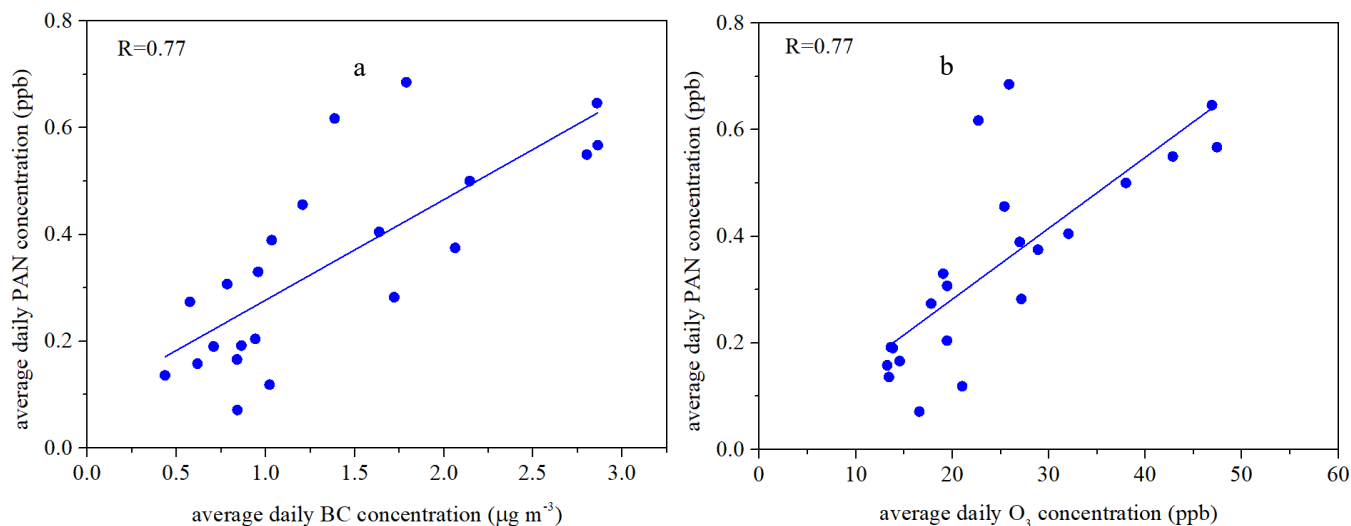 R=0.77
a
average daily PAN concentration (ppb)
0.8
0.6
0.4
0.2
0.0
0.0 0.5 1.0 1.5 2.0 2.5 3.0
average daily BC concentration (μg m⁻³)
R=0.77
b
average daily PAN concentration (ppb)
0.8
0.6
0.4
0.2
0.0
0 10 20 30 40 50 60
average daily O₃ concentration (ppb)